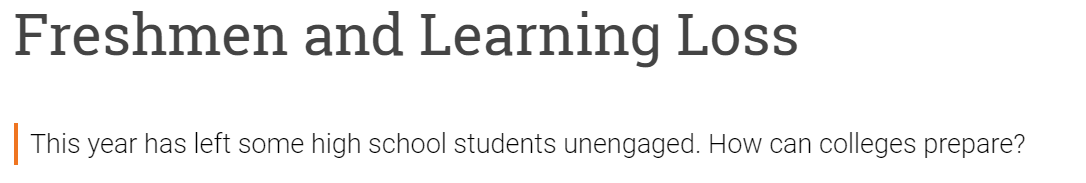 Freshmen and Learning Loss
This year has left some high school students unengaged. How can colleges prepare?